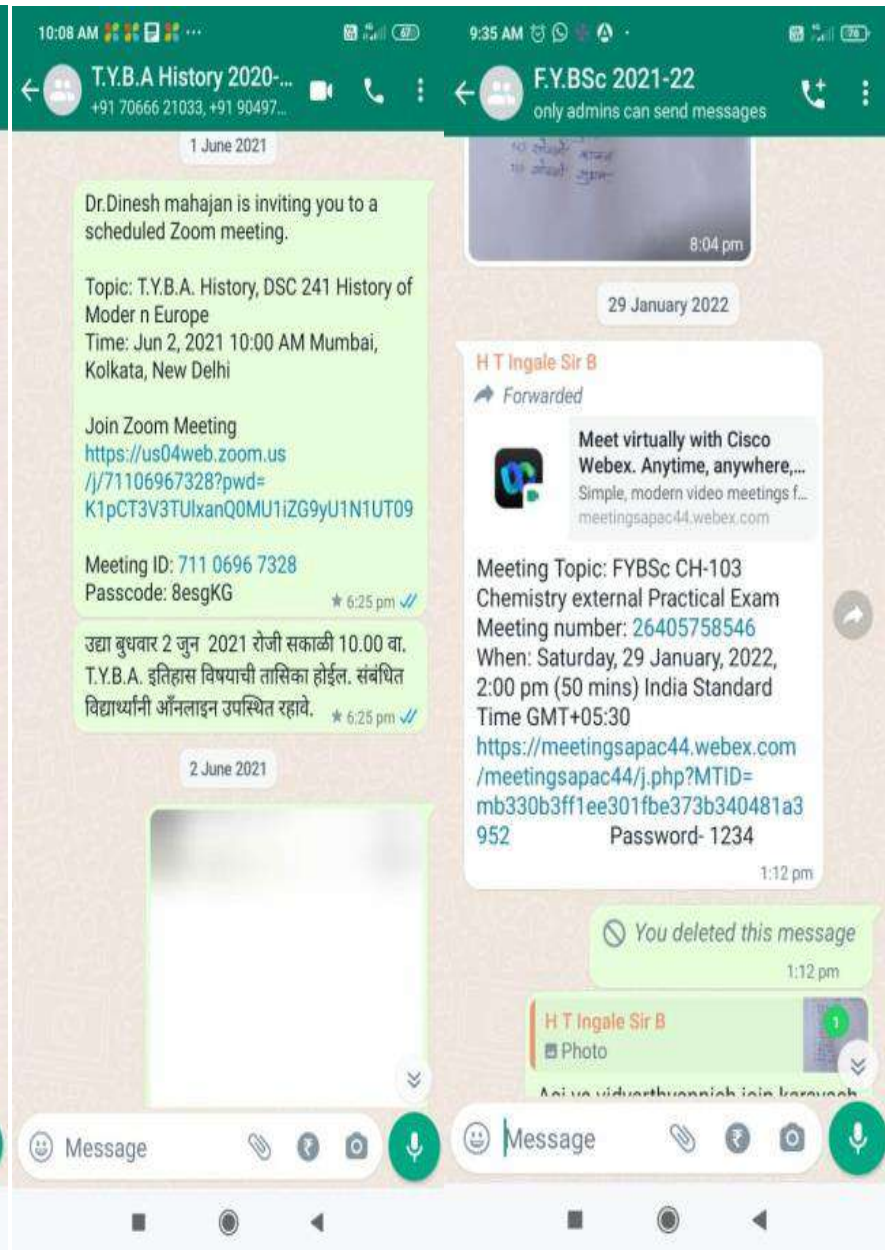 10:08 AM
67
T.Y.B.A History 2020-...
+91 70666 21033, +91 90497...
1 June 2021
Dr.Dinesh mahajan is inviting you to a
scheduled Zoom meeting.
Topic: T.Y.B.A. History, DSC 241 History of
Moder n Europe
Time: Jun 2, 2021 10:00 AM Mumbai,
Kolkata, New Delhi
Join Zoom Meeting
https://us04web.zoom.us
/j/71106967328?pwd=
K1pCT3V3TUlxanQ0MU1iZG9yU1N1UT09
Meeting ID: 711 0696 7328
Passcode: 8esgKG
6:25 pm
उद्या बुधवार 2 जुन 2021 रोजी सकाळी 10.00 वा.
T.Y.B.A. इतिहास विषयाची तासिका होईल. संबंधित
विद्यार्थ्यांनी ऑनलाइन उपस्थित रहावे.
6:25 pm
2 June 2021
Message
9:35 AM
76
F.Y.BSc 2021-22
only admins can send messages
8:04 pm
29 January 2022
H T Ingale Sir B
Forwarded
Meet virtually with Cisco
Webex. Anytime, anywhere,...
Simple, modern video meetings f...
meetingsapac44.webex.com
Meeting Topic: FYBSc CH-103
Chemistry external Practical Exam
Meeting number: 26405758546
When: Saturday, 29 January, 2022,
2:00 pm (50 mins) India Standard
Time GMT+05:30
https://meetingsapac44.webex.com
/meetingsapac44/j.php?MTID=
mb330b3ff1ee301fbe373b340481a3
952 Password- 1234
1:12 pm
You deleted this message
1:12 pm
H T Ingale Sir B
Photo
1
Message